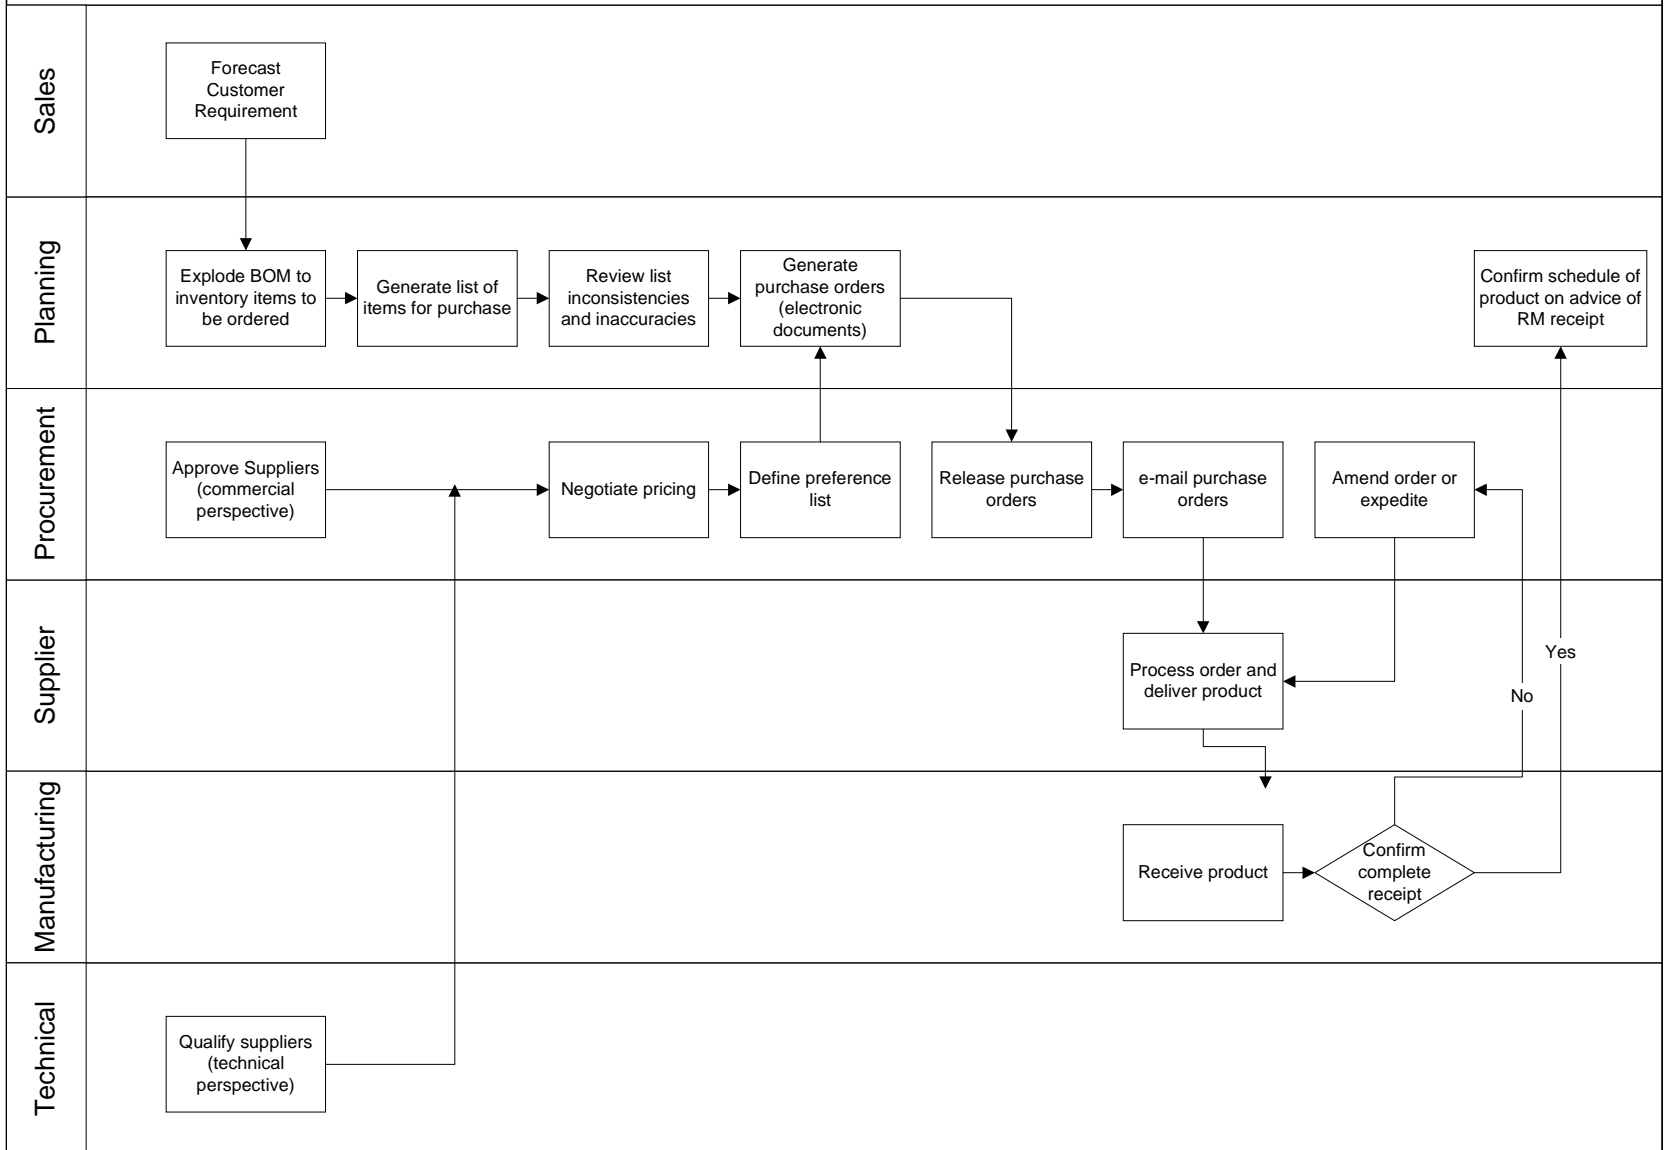 Sales
Forecast
Customer
Requirement
Planning
Explode BOM to
inventory items to
be ordered
Generate list of
items for purchase
Review list
inconsistencies
and inaccuracies
Generate
purchase orders
(electronic
documents)
Confirm schedule of
product on advice of
RM receipt
Procurement
Approve Suppliers
(commercial
perspective)
Negotiate pricing
Define preference
list
Release purchase
orders
e-mail purchase
orders
Amend order or
expedite
Supplier
Process order and
deliver product
No
Yes
Manufacturing
Receive product
Confirm
complete
receipt
Technical
Qualify suppliers
(technical
perspective)